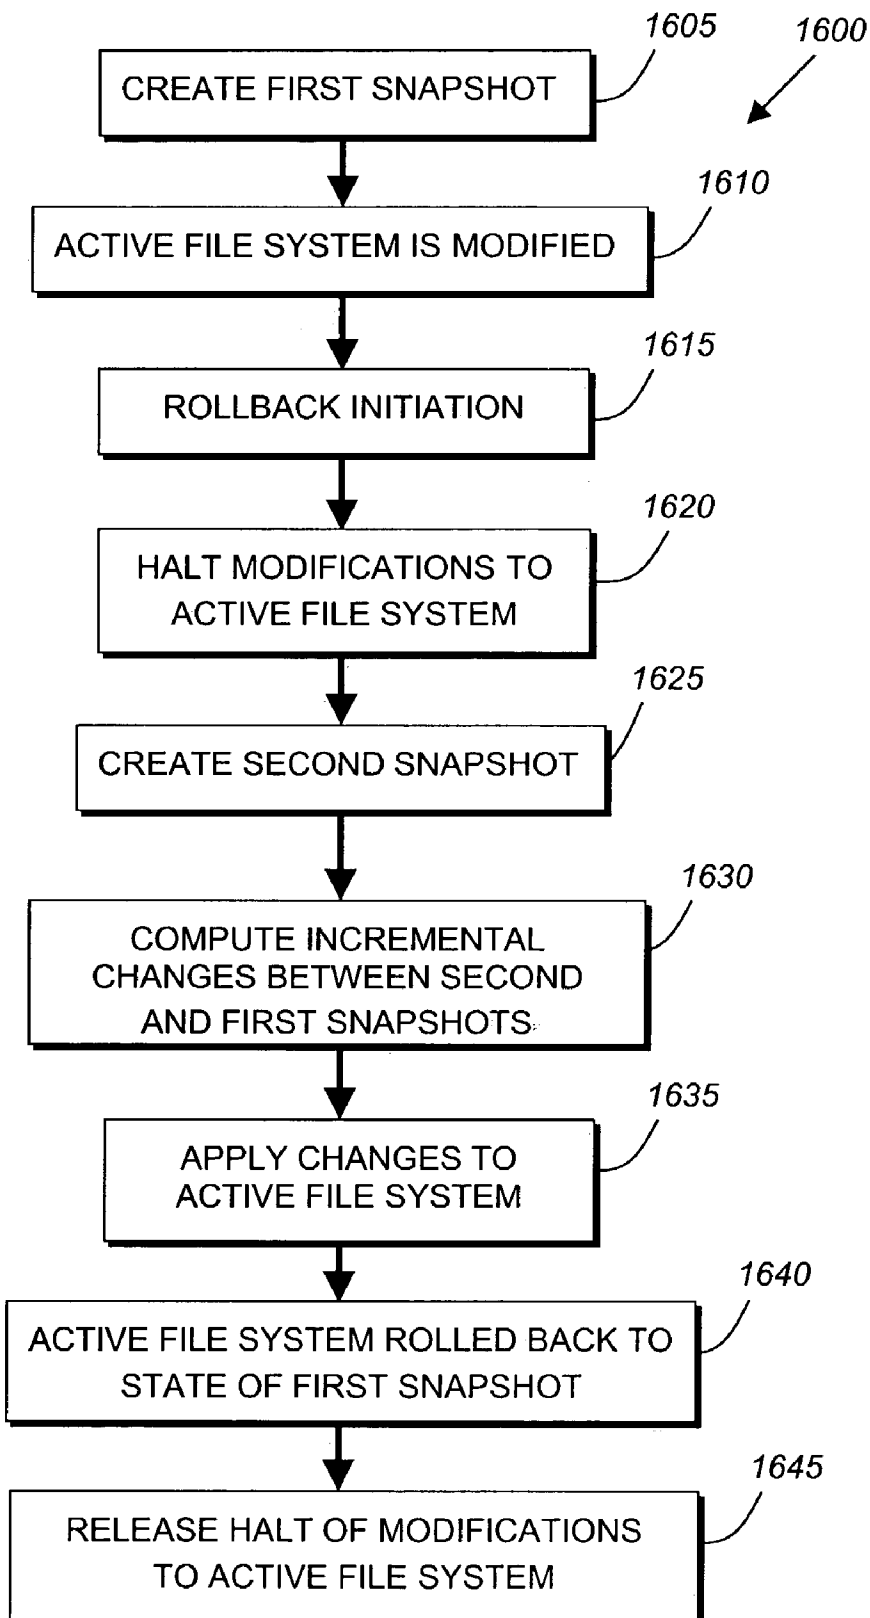 1605
1600
CREATE FIRST SNAPSHOT
1610
ACTIVE FILE SYSTEM IS MODIFIED
1615
ROLLBACK INITIATION
1620
HALT MODIFICATIONS TO
ACTIVE FILE SYSTEM
1625
CREATE SECOND SNAPSHOT
1630
COMPUTE INCREMENTAL
CHANGES BETWEEN SECOND
AND FIRST SNAPSHOTS
1635
APPLY CHANGES TO
ACTIVE FILE SYSTEM
1640
ACTIVE FILE SYSTEM ROLLED BACK TO
STATE OF FIRST SNAPSHOT
1645
RELEASE HALT OF MODIFICATIONS
TO ACTIVE FILE SYSTEM